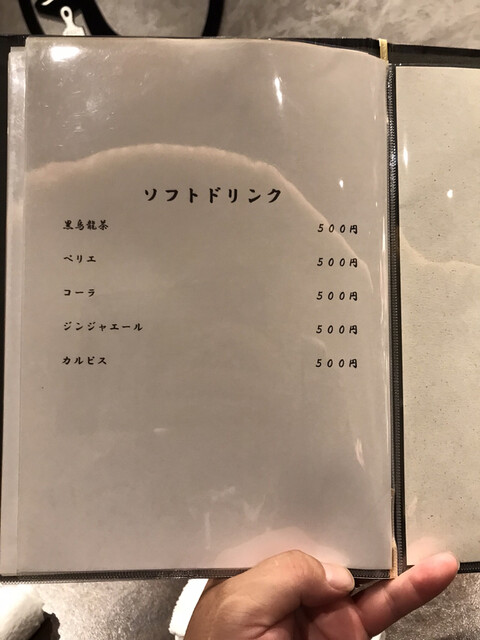 ソフトドリンク
黒烏龍茶 500円
ペリエ 500円
コーラ 500円
ジンジャエール 500円
カルピス 500円